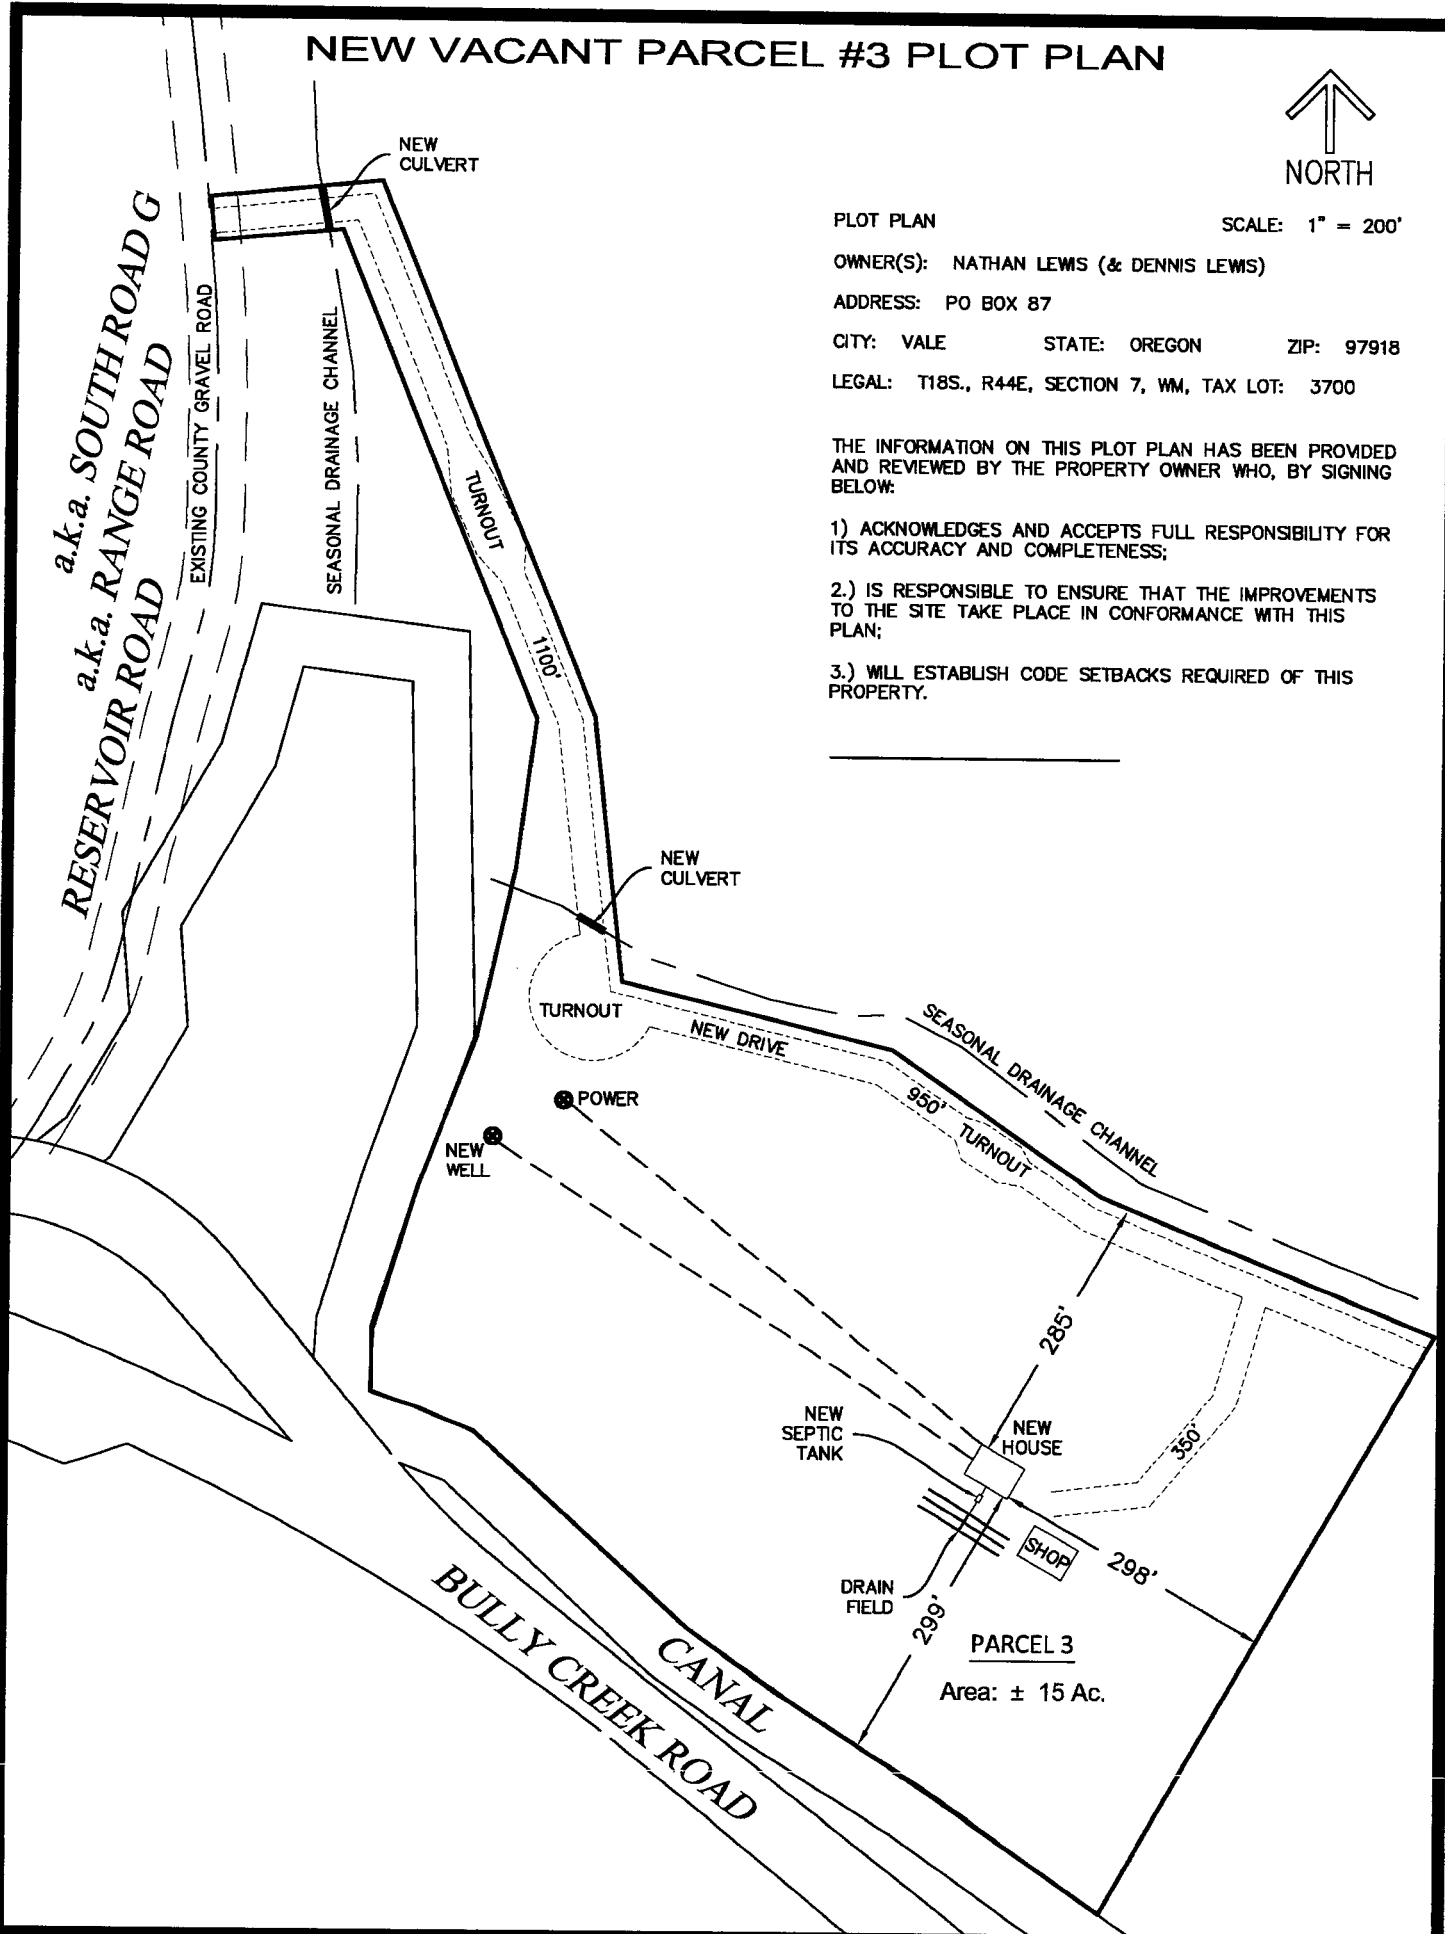 NEW VACANT PARCEL #3 PLOT PLAN
NORTH
NEW
CULVERT
PLOT PLAN SCALE: 1" = 200'
OWNER(S): NATHAN LEWIS (& DENNIS LEWIS)
ADDRESS: PO BOX 87
CITY: VALE STATE: OREGON ZIP: 97918
LEGAL: T18S., R44E, SECTION 7, WM, TAX LOT: 3700
THE INFORMATION ON THIS PLOT PLAN HAS BEEN PROVIDED
AND REVIEWED BY THE PROPERTY OWNER WHO, BY SIGNING
BELOW:
1) ACKNOWLEDGES AND ACCEPTS FULL RESPONSIBILITY FOR
ITS ACCURACY AND COMPLETENESS;
2.) IS RESPONSIBLE TO ENSURE THAT THE IMPROVEMENTS
TO THE SITE TAKE PLACE IN CONFORMANCE WITH THIS
PLAN;
3.) WILL ESTABLISH CODE SETBACKS REQUIRED OF THIS
PROPERTY.
a.k.a. SOUTH ROAD G
a.k.a. RANGE ROAD
RESERVOIR ROAD
EXISTING COUNTY GRAVEL ROAD
SEASONAL DRAINAGE CHANNEL
TURNOUT
1100'
NEW
CULVERT
TURNOUT
NEW DRIVE
SEASONAL DRAINAGE CHANNEL
950'
TURNOUT
POWER
NEW
WELL
285'
NEW
SEPTIC
TANK
NEW
HOUSE
350'
SHOP
298'
DRAIN
FIELD
299'
PARCEL 3
Area: ± 15 Ac.
CANAL
BULLY CREEK ROAD